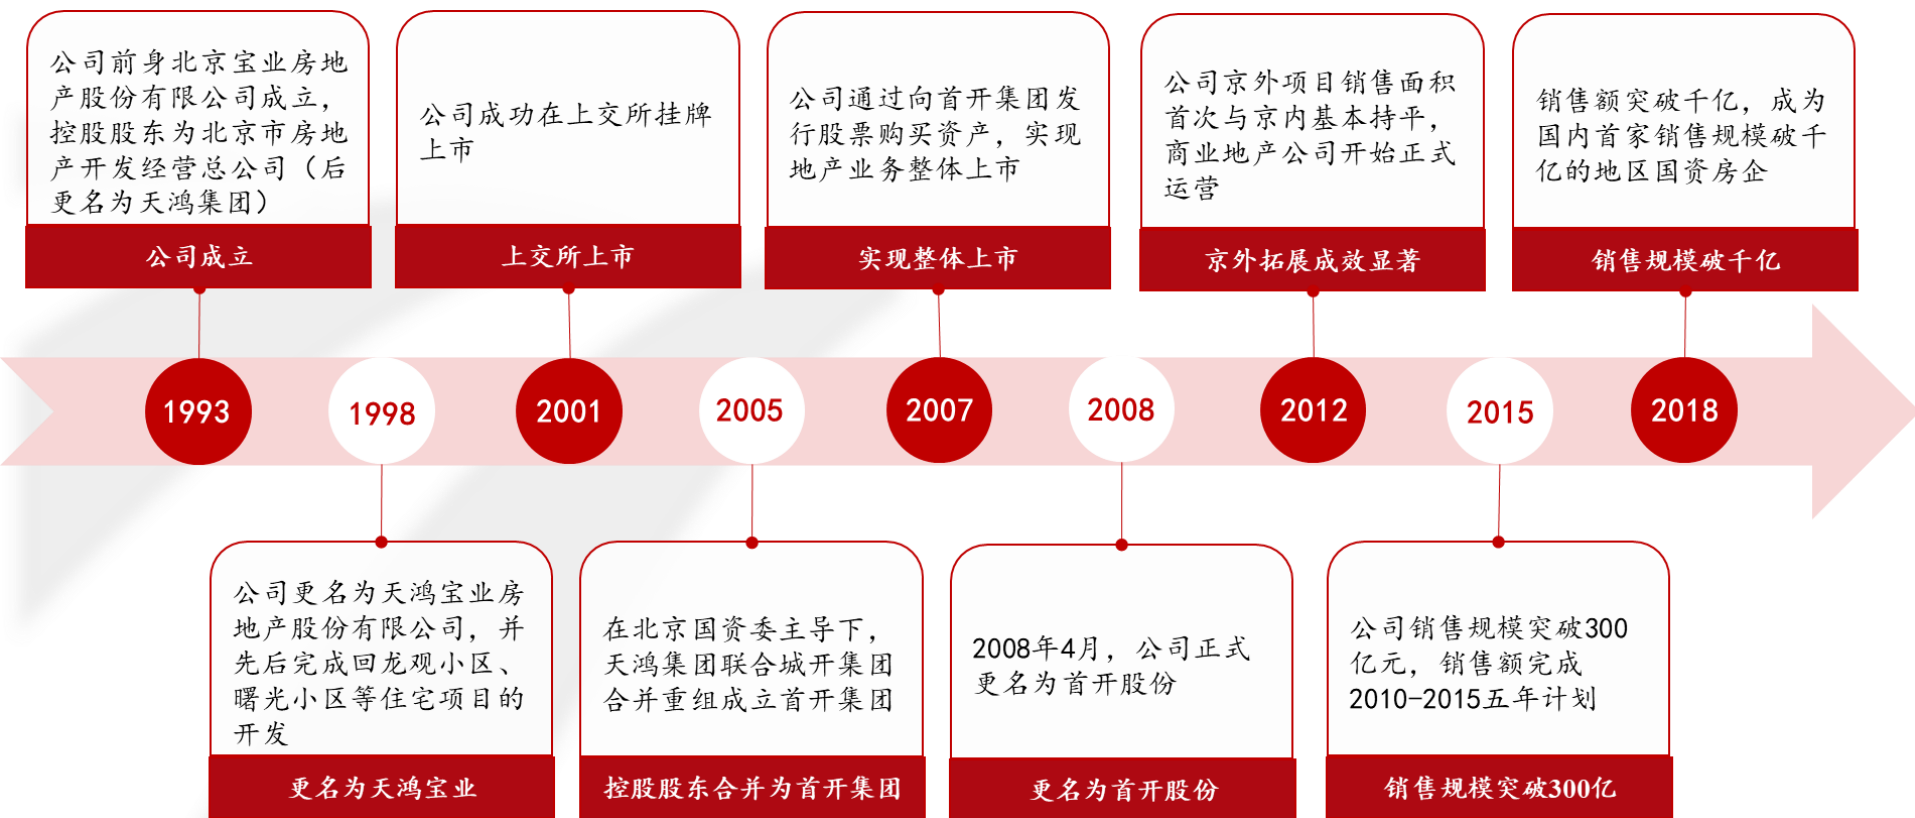 公司前身北京宝业房地
产股份有限公司成立，
控股股东为北京市房地
产开发经营总公司（后
更名为天鸿集团）
公司成立
公司成功在上交所挂牌
上市
上交所上市
公司通过向首开集团发
行股票购买资产，实现
地产业务整体上市
实现整体上市
公司京外项目销售面积
首次与京内基本持平，
商业地产公司开始正式
运营
京外拓展成效显著
销售额突破千亿，成为
国内首家销售规模破千
亿的地区国资房企
销售规模破千亿
1993
1998
2001
2005
2007
2008
2012
2015
2018
公司更名为天鸿宝业房
地产股份有限公司，并
先后完成回龙观小区、
曙光小区等住宅项目的
开发
更名为天鸿宝业
在北京国资委主导下，
天鸿集团联合城开集团
合并重组成立首开集团
控股股东合并为首开集团
2008年4月，公司正式
更名为首开股份
更名为首开股份
公司销售规模突破300
亿元，销售额完成
2010-2015五年计划
销售规模突破300亿